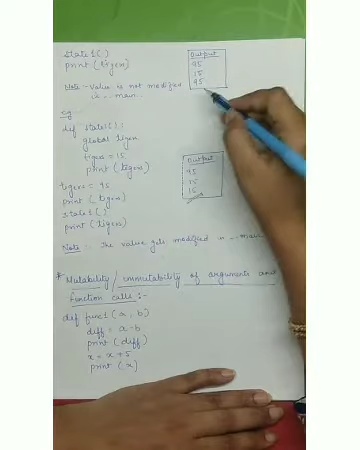 state1()
print (tigers)
Output
95
15
95
Note :- Value is not modified
in __main__
eg
def state1():
global tigers
tigers = 15
print (tigers)
Output
95
15
15
tigers = 95
print (tigers)
state1()
print (tigers)
Note :- The value gets modified in __main__
* Mutability / immutability of arguments and
function calls :-
def func1 (a, b)
diff = a-b
print (diff)
x = x + 5
print (x)